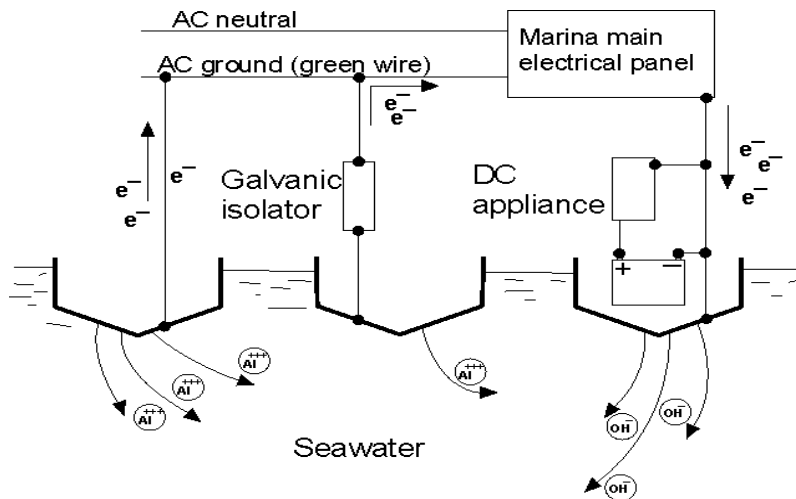 AC neutral
AC ground (green wire)
Marina main
electrical panel
e⁻
e⁻
e⁻
e⁻
e⁻
e⁻
e⁻
e⁻
Galvanic
isolator
DC
appliance
+ −
Al⁺⁺⁺
Al⁺⁺⁺
Al⁺⁺⁺
Al⁺⁺⁺
OH⁻
OH⁻
OH⁻
Seawater